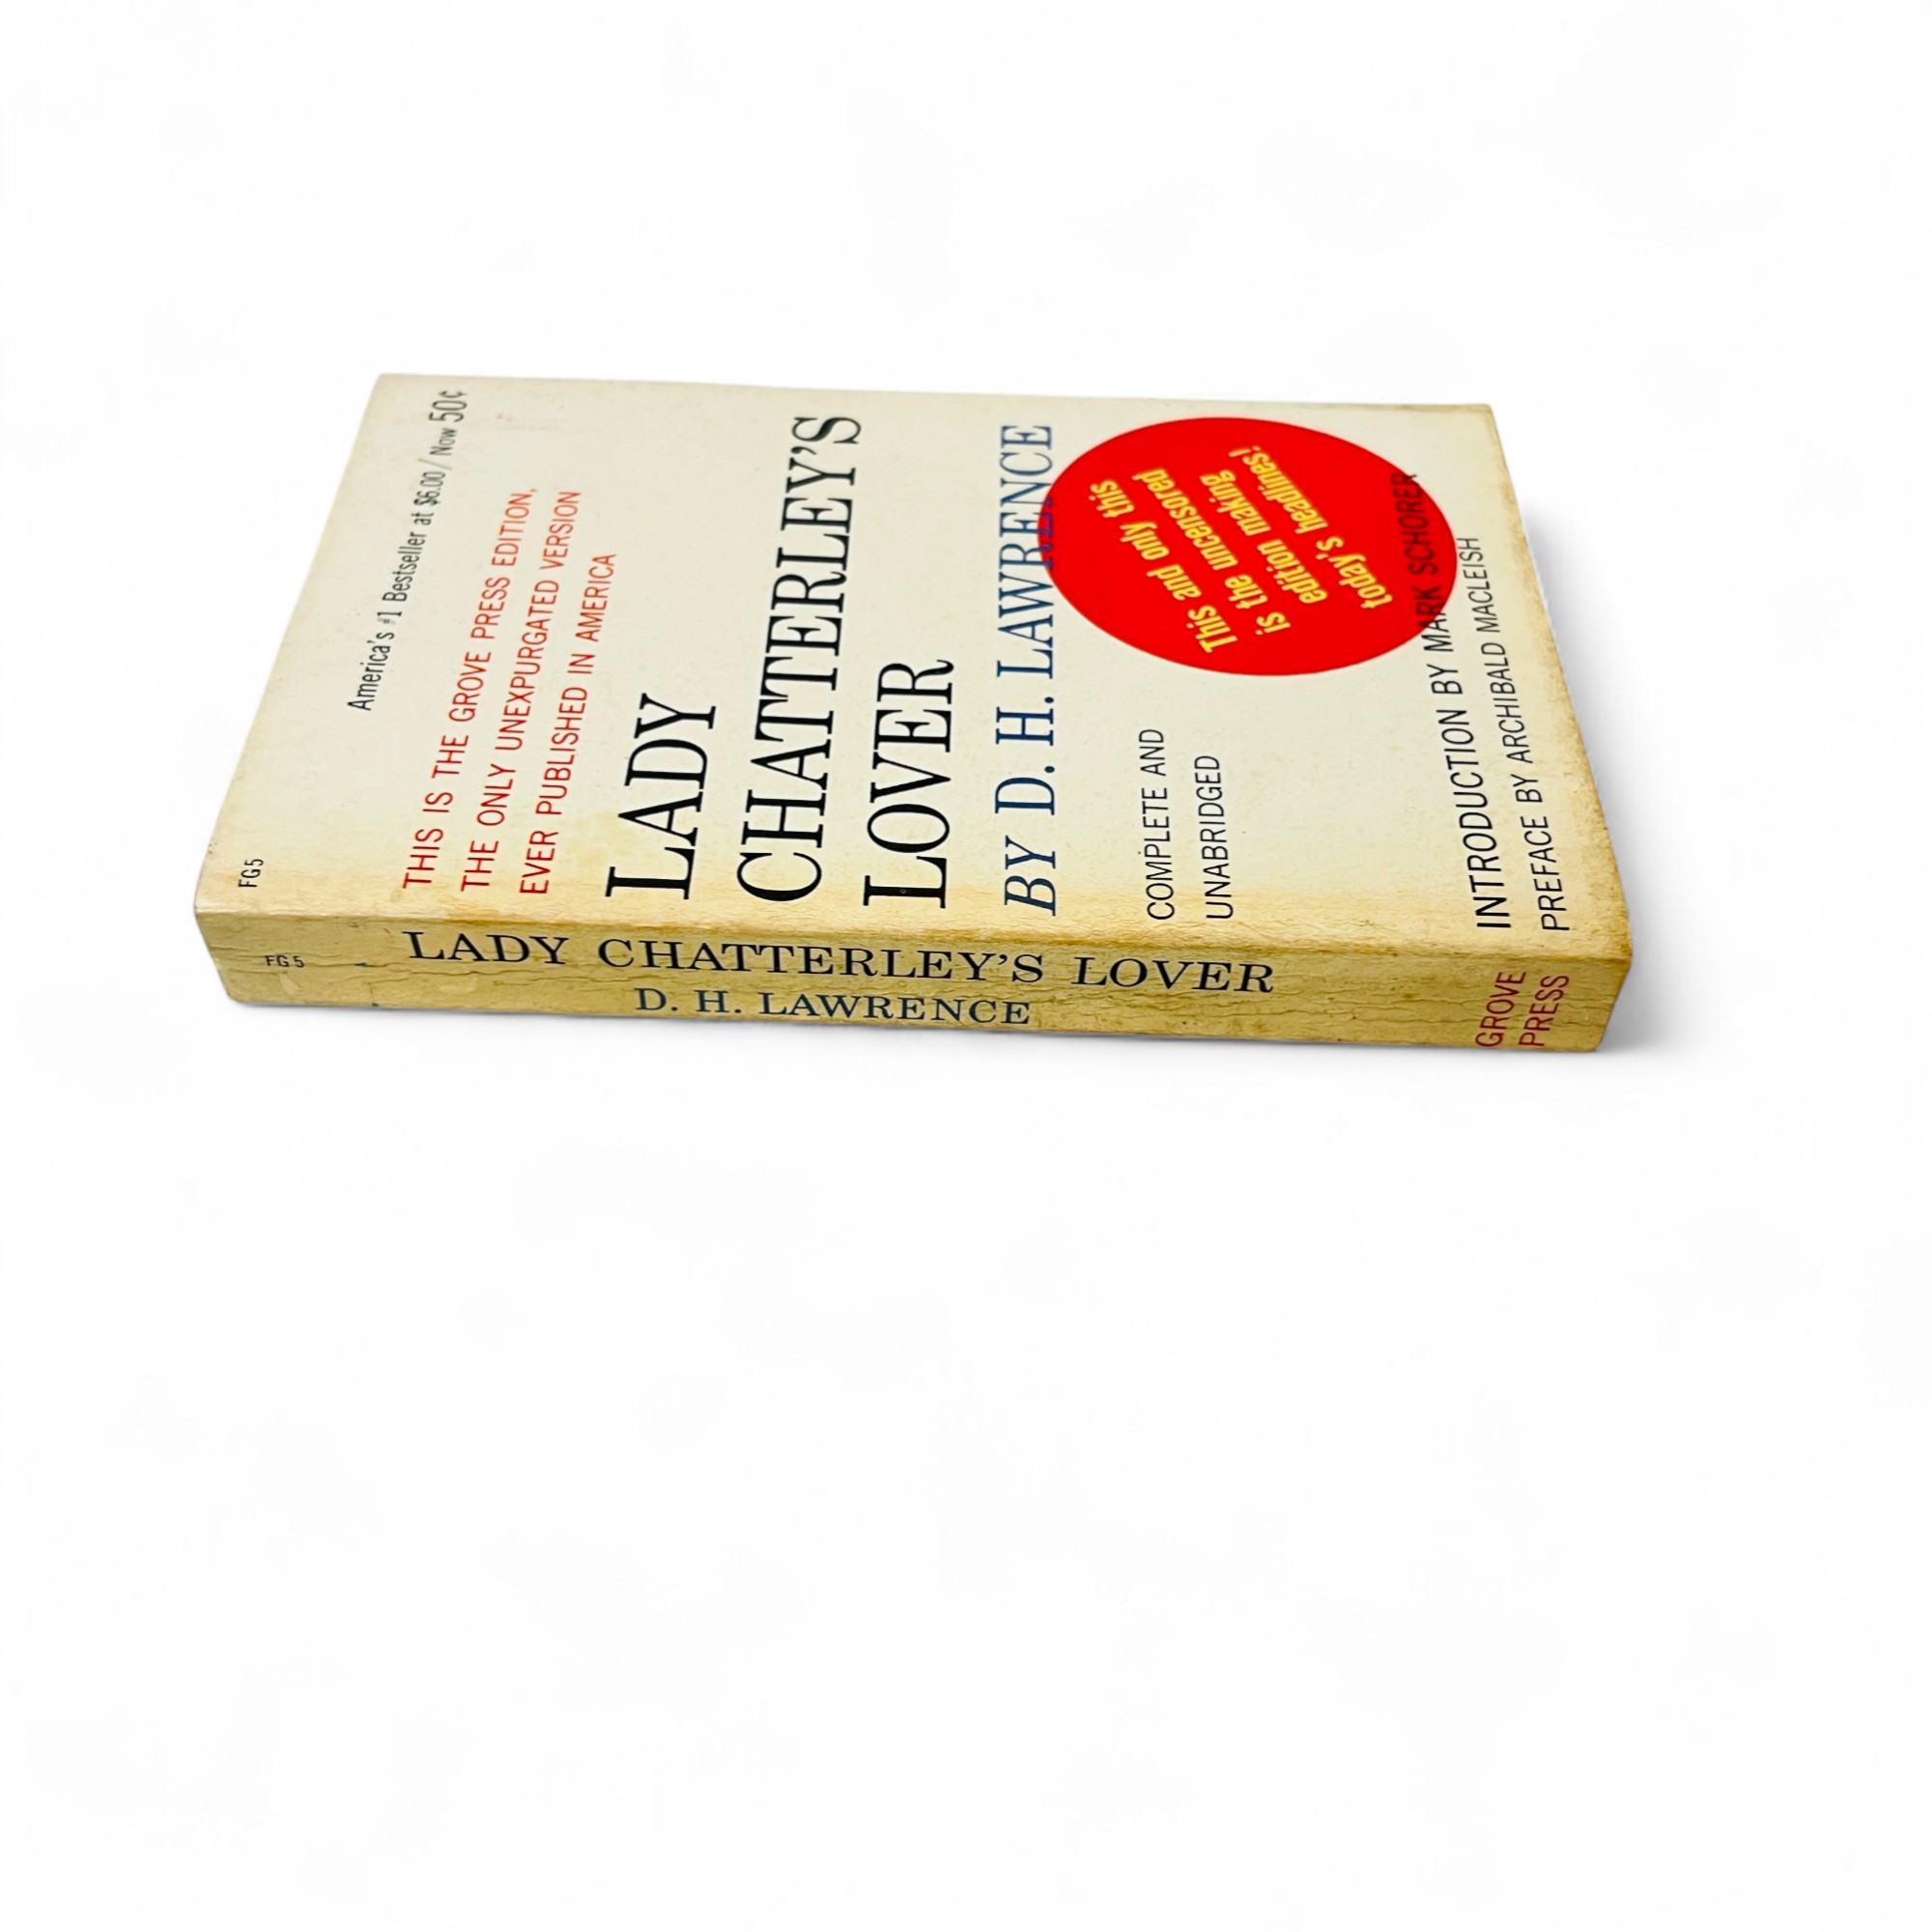 FG5
America's #1 Bestseller at $6.00/Now 50¢
THIS IS THE GROVE PRESS EDITION,
THE ONLY UNEXPURGATED VERSION
EVER PUBLISHED IN AMERICA
LADY
CHATTERLEY'S
LOVER
BY D. H. LAWRENCE
This and only this
is the uncensored
edition making
today's headlines!
COMPLETE AND
UNABRIDGED
INTRODUCTION BY MARK SCHORER
PREFACE BY ARCHIBALD MACLEISH
FG5
LADY CHATTERLEY'S LOVER
D. H. LAWRENCE
GROVE
PRESS